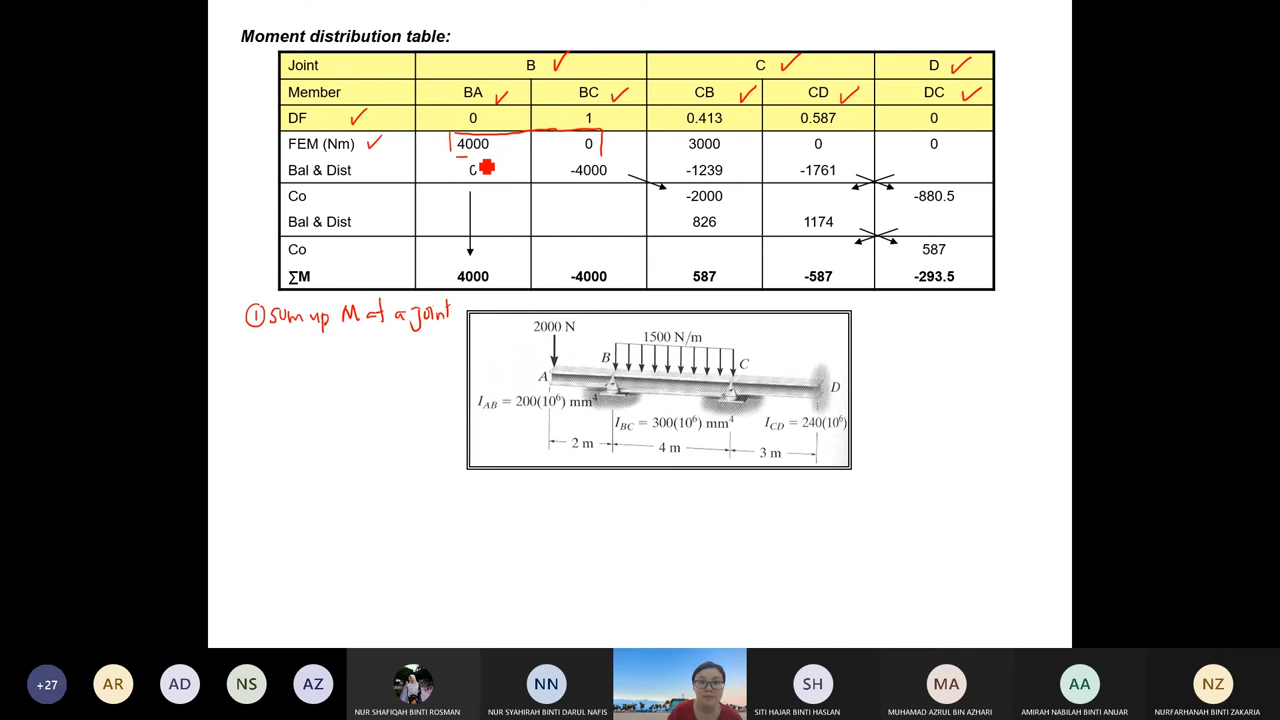 Moment distribution table:
Joint B C D
Member BA BC CB CD DC
DF 0 1 0.413 0.587 0
FEM (Nm) 4000 0 3000 0 0
Bal & Dist 0 -4000 -1239 -1761
Co -2000 -880.5
Bal & Dist 826 1174
Co 587
∑M 4000 -4000 587 -587 -293.5
① Sum up M at a joint
2000 N
1500 N/m
B
C
A
D
I_AB = 200(10⁶) mm⁴
I_BC = 300(10⁶) mm⁴
I_CD = 240(10⁶)
2 m
4 m
3 m
+27
AR
AD
NS
AZ
NN
SH
MA
AA
NZ
NUR SHAFIQAH BINTI ROSMAN
NUR SYAHIRAH BINTI DARUL NAFIS
SITI HAJAR BINTI HASLAN
MUHAMAD AZRUL BIN AZHARI
AMIRAH NABILAH BINTI ANUAR
NURFARHANAH BINTI ZAKARIA